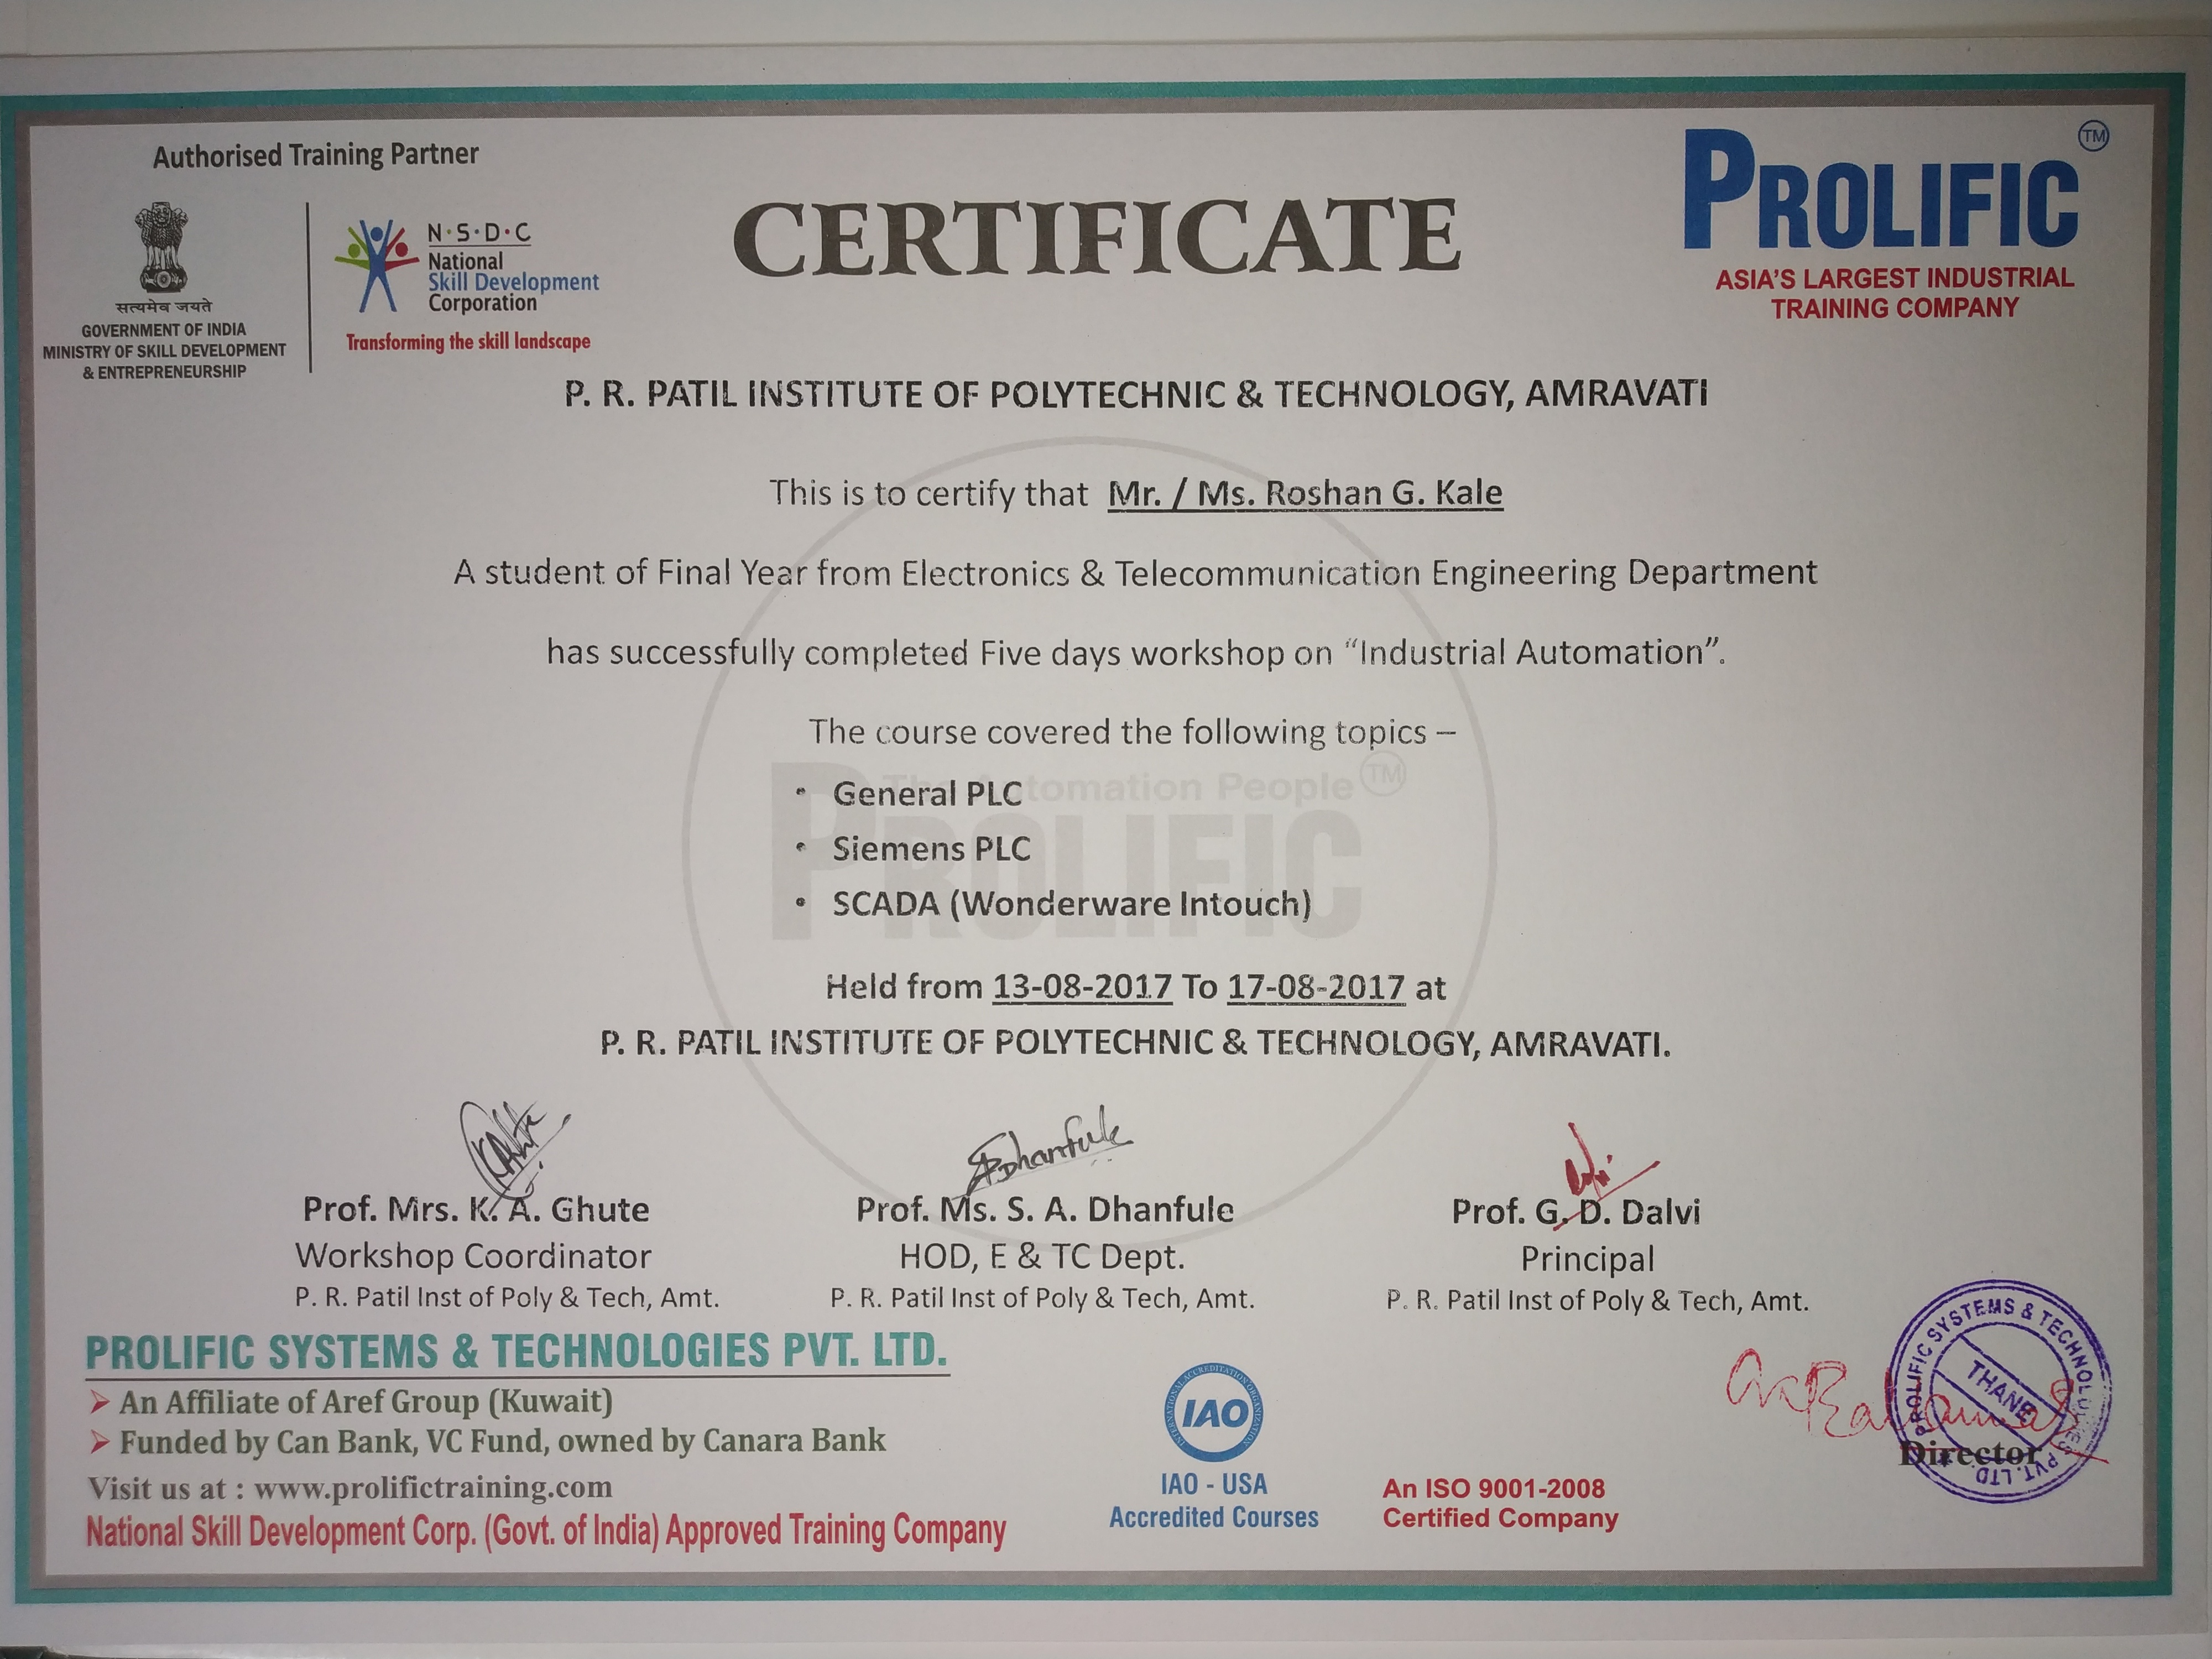 Authorised Training Partner
सत्यमेव जयते
GOVERNMENT OF INDIA
MINISTRY OF SKILL DEVELOPMENT
& ENTREPRENEURSHIP
N·S·D·C
National
Skill Development
Corporation
Transforming the skill landscape
CERTIFICATE
PROLIFIC TM
ASIA'S LARGEST INDUSTRIAL
TRAINING COMPANY
P. R. PATIL INSTITUTE OF POLYTECHNIC & TECHNOLOGY, AMRAVATI
This is to certify that Mr. / Ms. Roshan G. Kale
A student of Final Year from Electronics & Telecommunication Engineering Department
has successfully completed Five days workshop on “Industrial Automation”.
The course covered the following topics –
The Automation People TM
PROLIFIC
• General PLC
• Siemens PLC
• SCADA (Wonderware Intouch)
Held from 13-08-2017 To 17-08-2017 at
P. R. PATIL INSTITUTE OF POLYTECHNIC & TECHNOLOGY, AMRAVATI.
SDhanfule
Prof. Mrs. K. A. Ghute
Workshop Coordinator
P. R. Patil Inst of Poly & Tech, Amt.
Prof. Ms. S. A. Dhanfule
HOD, E & TC Dept.
P. R. Patil Inst of Poly & Tech, Amt.
Prof. G. D. Dalvi
Principal
P. R. Patil Inst of Poly & Tech, Amt.
PROLIFIC SYSTEMS & TECHNOLOGIES PVT. LTD.
➢ An Affiliate of Aref Group (Kuwait)
➢ Funded by Can Bank, VC Fund, owned by Canara Bank
Visit us at : www.prolifictraining.com
National Skill Development Corp. (Govt. of India) Approved Training Company
INTERNATIONAL ACCREDITATION ORGANIZATION
IAO
IAO - USA
Accredited Courses
An ISO 9001-2008
Certified Company
PROLIFIC SYSTEMS & TECHNOLOGIES PVT. LTD.
THANE
Director